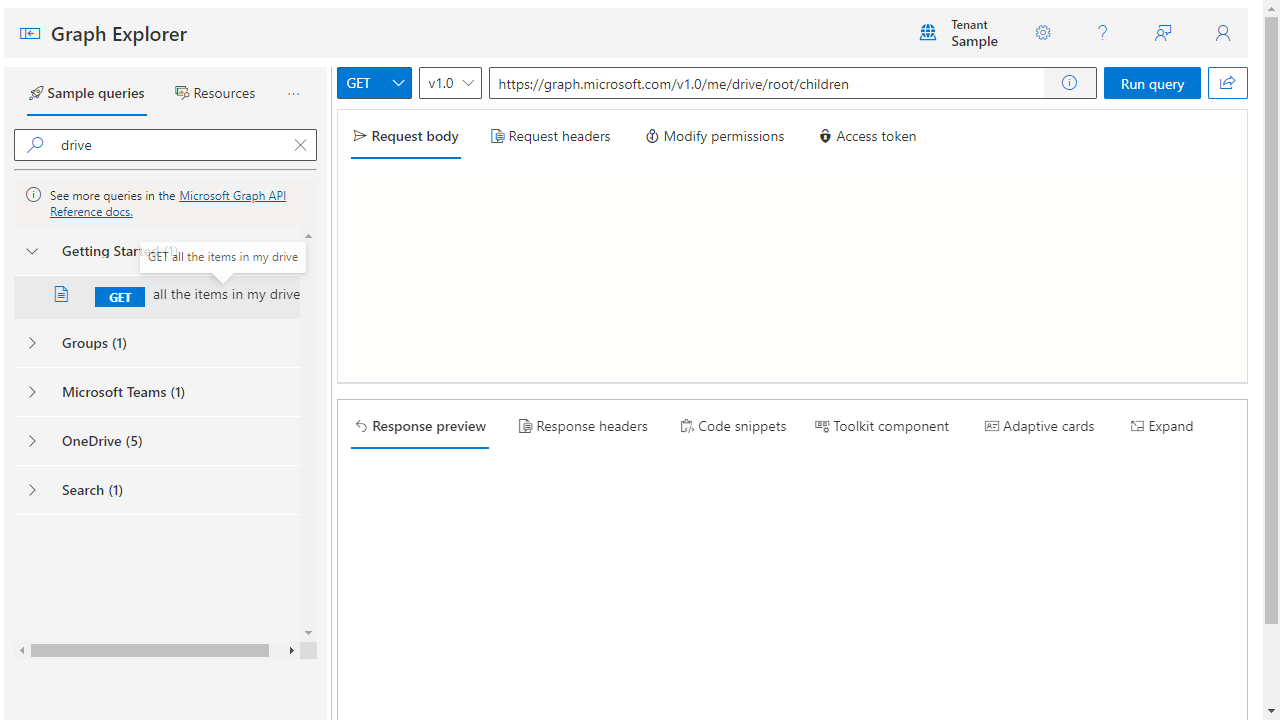 Graph Explorer
Tenant
Sample
Sample queries
Resources
GET
v1.0
https://graph.microsoft.com/v1.0/me/drive/root/children
Run query
drive
Request body
Request headers
Modify permissions
Access token
See more queries in the Microsoft Graph API
Reference docs.
Getting Started (1)
GET all the items in my drive
GET all the items in my drive
Groups (1)
Microsoft Teams (1)
OneDrive (5)
Search (1)
Response preview
Response headers
Code snippets
Toolkit component
Adaptive cards
Expand